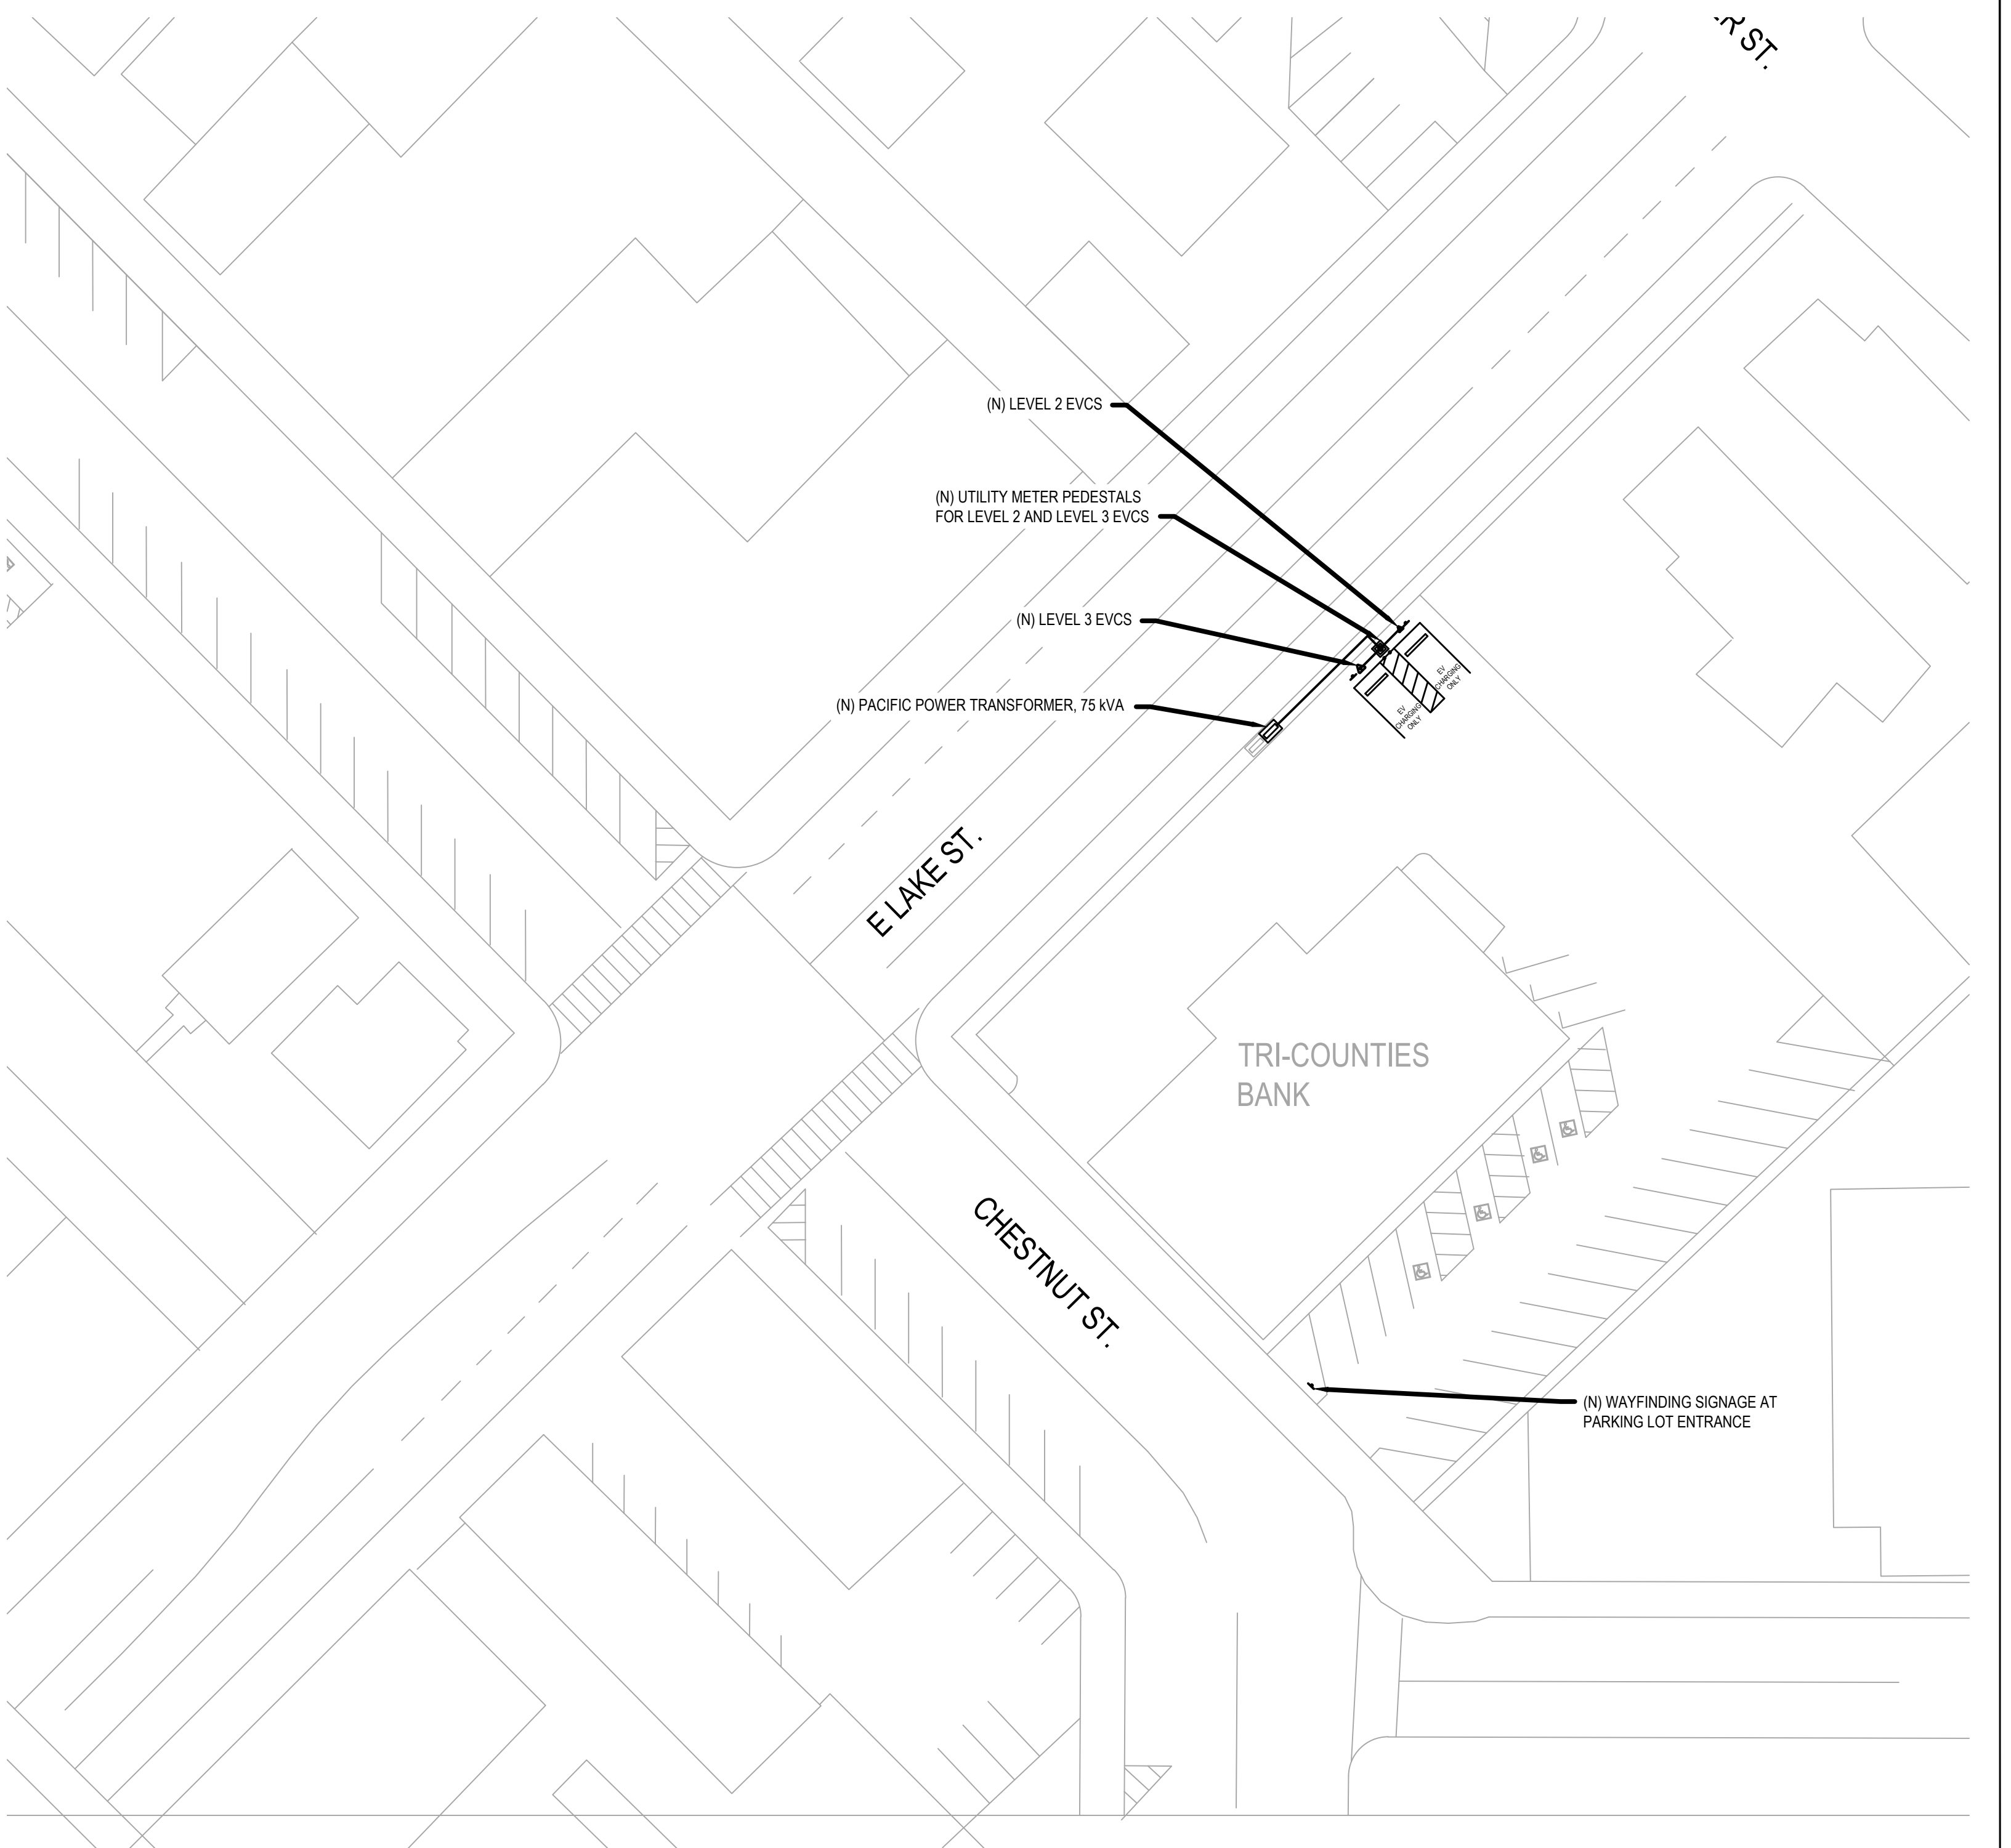 ST.
(N) LEVEL 2 EVCS
(N) UTILITY METER PEDESTALS
FOR LEVEL 2 AND LEVEL 3 EVCS
(N) LEVEL 3 EVCS
(N) PACIFIC POWER TRANSFORMER, 75 kVA
EV
CHARGING
ONLY
EV
CHARGING
ONLY
E LAKE ST.
TRI-COUNTIES
BANK
CHESTNUT ST.
(N) WAYFINDING SIGNAGE AT
PARKING LOT ENTRANCE